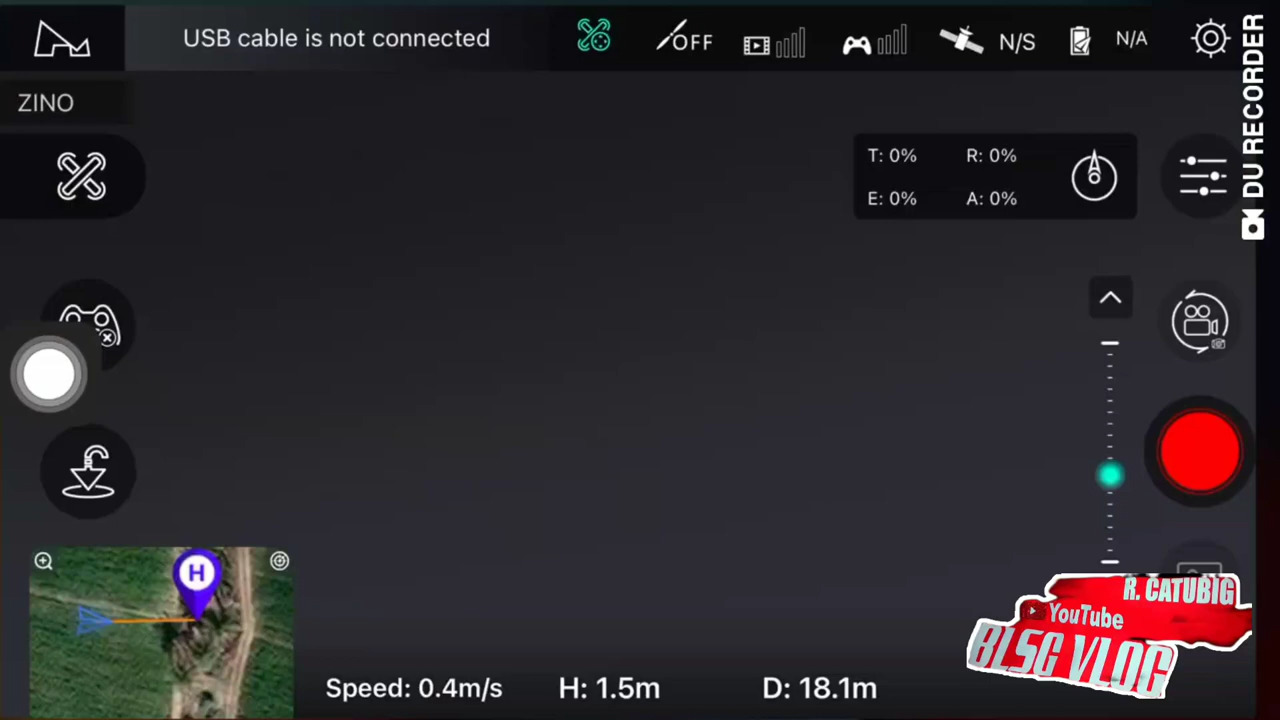 USB cable is not connected
OFF
N/S
N/A
DU RECORDER
ZINO
T: 0% R: 0%
E: 0% A: 0%
H
R. CATUBIG
YouTube
BLSG VLOG
Speed: 0.4m/s H: 1.5m D: 18.1m